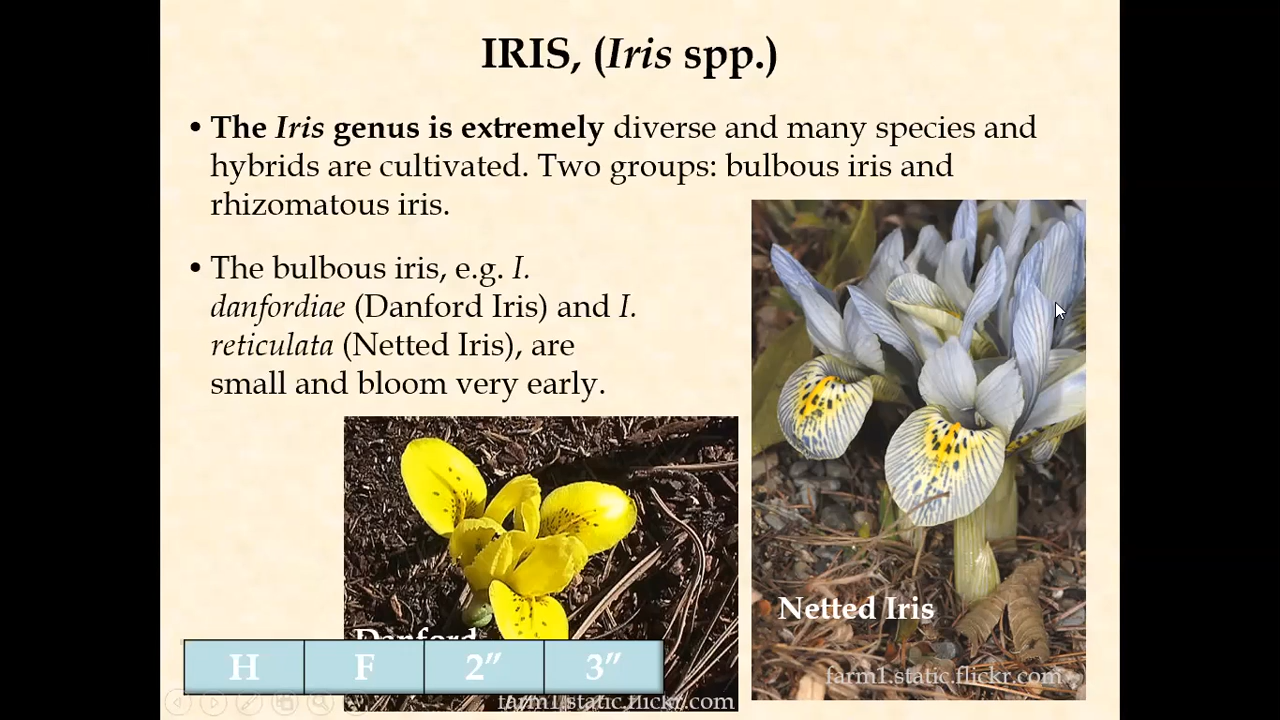 IRIS, (Iris spp.)
• The Iris genus is extremely diverse and many species and
hybrids are cultivated. Two groups: bulbous iris and
rhizomatous iris.
• The bulbous iris, e.g. I.
danfordiae (Danford Iris) and I.
reticulata (Netted Iris), are
small and bloom very early.
Netted Iris
farm1.static.flickr.com
Danford
H F 2” 3”
farm1.static.flickr.com